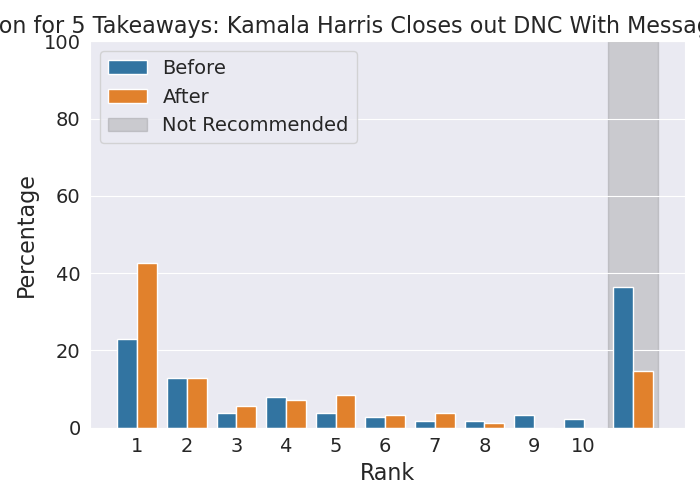 on for 5 Takeaways: Kamala Harris Closes out DNC With Messag
100
80
60
40
20
0
Percentage
Before
After
Not Recommended
1 2 3 4 5 6 7 8 9 10
Rank